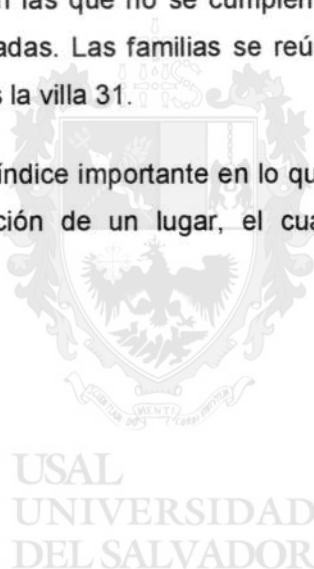 n las que no se cumplen
adas. Las familias se reú
s la villa 31.
índice importante en lo qu
ción de un lugar, el cua
USAL
UNIVERSIDAD
DEL SALVADOR